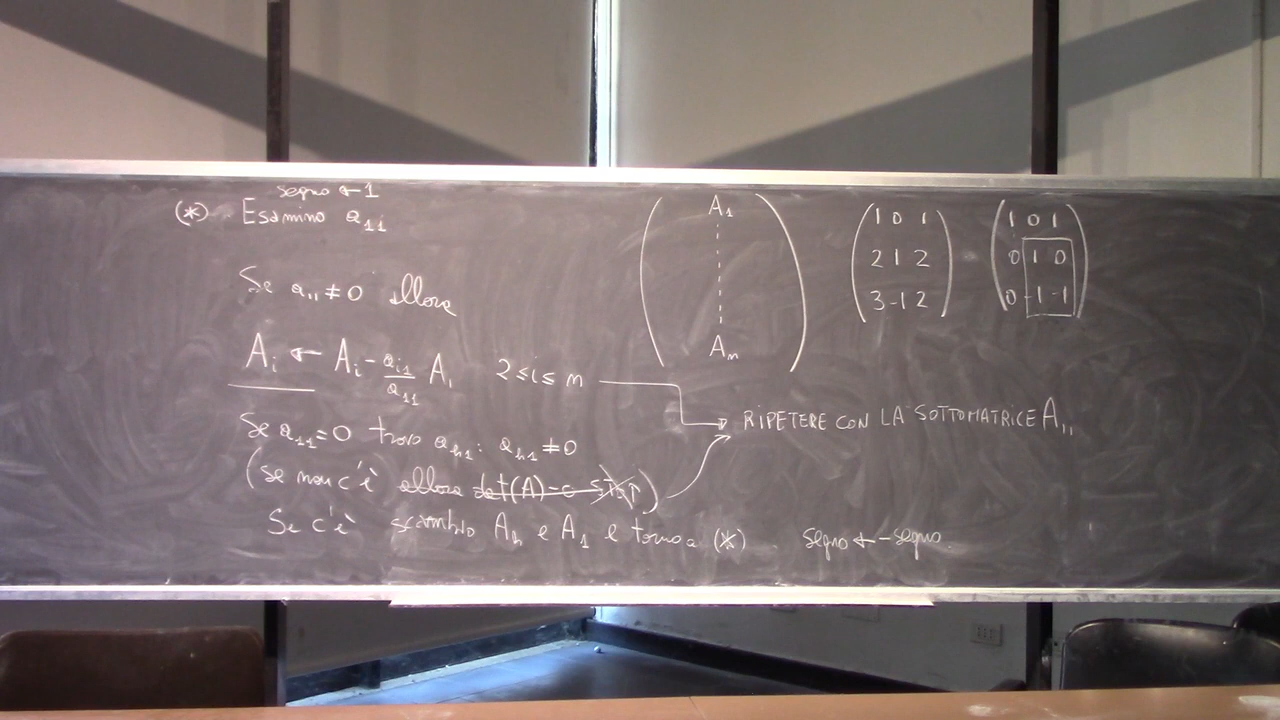 segno ← 1
(*) Esamino a₁₁
Se a₁₁ ≠ 0 allora
Aᵢ ← Aᵢ - aᵢ₁/a₁₁ A₁ 2 ≤ i ≤ n
Se a₁₁ = 0 trovo aₕ₁ : aₕ₁ ≠ 0
(se non c'è allora det(A) = 0 STOP)
Se c'è scambio Aₕ e A₁ e torno a (*) segno ← - segno.
A₁
Aₙ
1 0 1
2 1 2
3 -1 2
1 0 1
0 1 0
0 -1 -1
RIPETERE CON LA SOTTOMATRICE A₁₁